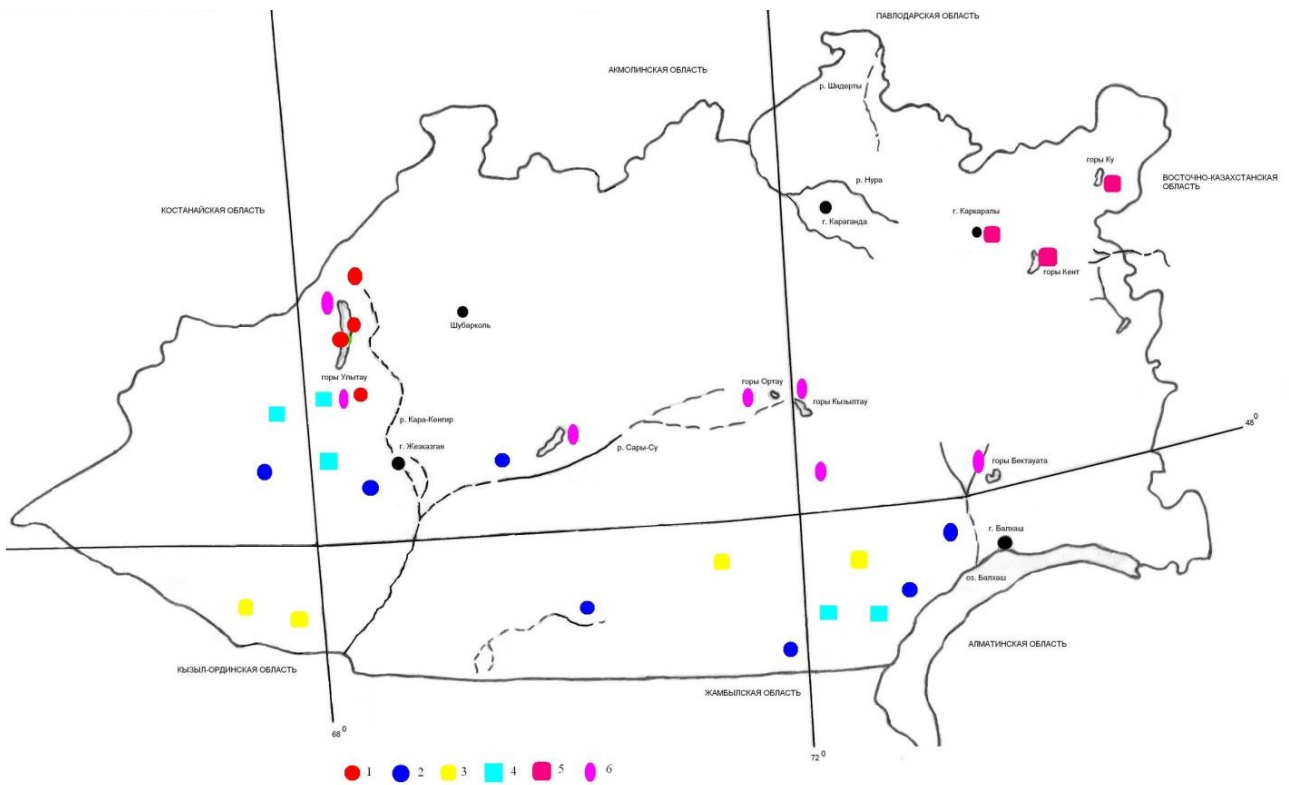 ПАВЛОДАРСКАЯ ОБЛАСТЬ
АКМОЛИНСКАЯ ОБЛАСТЬ
р. Шидерты
горы Ку
ВОСТОЧНО-КАЗАХСТАНСКАЯ
ОБЛАСТЬ
р. Нура
КОСТАНАЙСКАЯ ОБЛАСТЬ
г. Каркаралы
г. Караганда
горы Кент
Шубарколь
горы Улытау
горы Ортау
горы Кызылтау
р. Кара-Кенгир
48⁰
г. Жезказган
р. Сары-Су
горы Бектауата
г. Балхаш
оз. Балхаш
АЛМАТИНСКАЯ ОБЛАСТЬ
КЫЗЫЛ-ОРДИНСКАЯ ОБЛАСТЬ
ЖАМБЫЛСКАЯ ОБЛАСТЬ
68⁰
72⁰
1 2 3 4 5 6